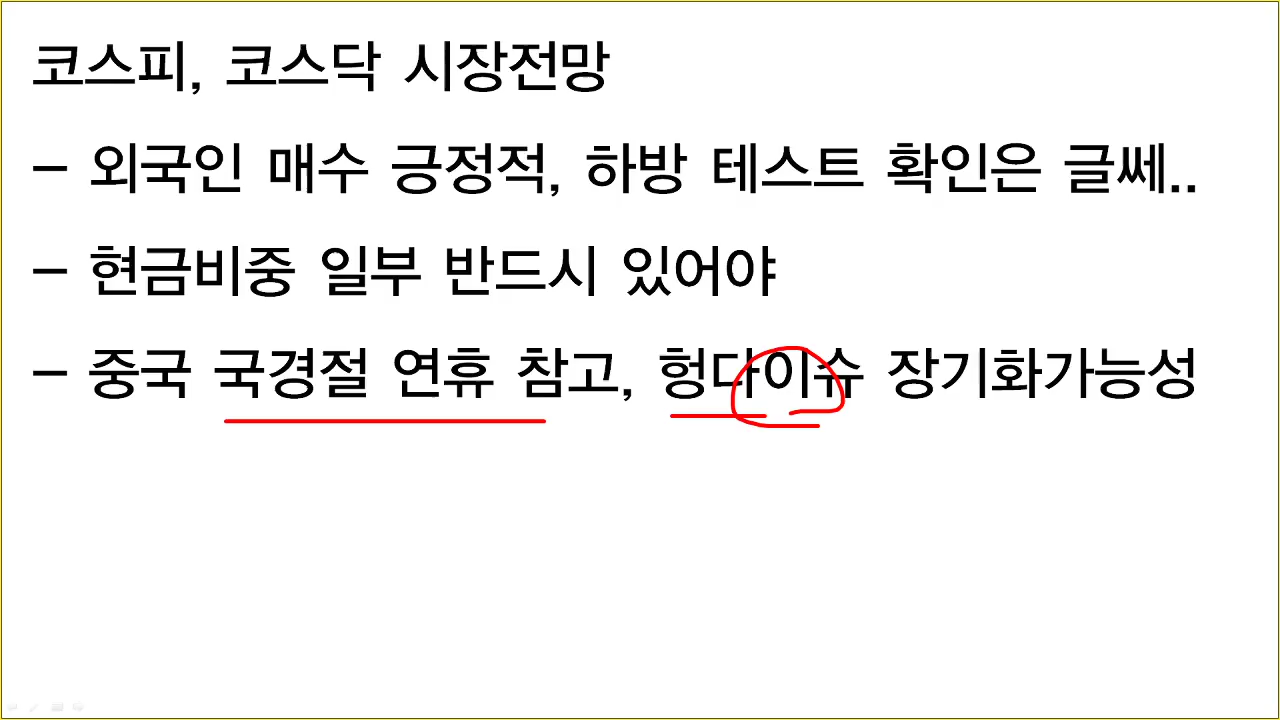 코스피, 코스닥 시장전망
- 외국인 매수 긍정적, 하방 테스트 확인은 글쎄..
- 현금비중 일부 반드시 있어야
- 중국 국경절 연휴 참고, 헝다이슈 장기화가능성